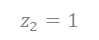 z₂ = 1